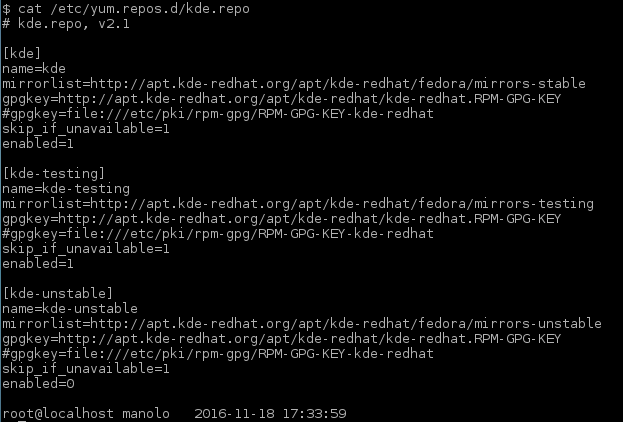 $ cat /etc/yum.repos.d/kde.repo
# kde.repo, v2.1
[kde]
name=kde
mirrorlist=http://apt.kde-redhat.org/apt/kde-redhat/fedora/mirrors-stable
gpgkey=http://apt.kde-redhat.org/apt/kde-redhat/kde-redhat.RPM-GPG-KEY
#gpgkey=file:///etc/pki/rpm-gpg/RPM-GPG-KEY-kde-redhat
skip_if_unavailable=1
enabled=1
[kde-testing]
name=kde-testing
mirrorlist=http://apt.kde-redhat.org/apt/kde-redhat/fedora/mirrors-testing
gpgkey=http://apt.kde-redhat.org/apt/kde-redhat/kde-redhat.RPM-GPG-KEY
#gpgkey=file:///etc/pki/rpm-gpg/RPM-GPG-KEY-kde-redhat
skip_if_unavailable=1
enabled=1
[kde-unstable]
name=kde-unstable
mirrorlist=http://apt.kde-redhat.org/apt/kde-redhat/fedora/mirrors-unstable
gpgkey=http://apt.kde-redhat.org/apt/kde-redhat/kde-redhat.RPM-GPG-KEY
#gpgkey=file:///etc/pki/rpm-gpg/RPM-GPG-KEY-kde-redhat
skip_if_unavailable=1
enabled=0
root@localhost manolo   2016-11-18 17:33:59